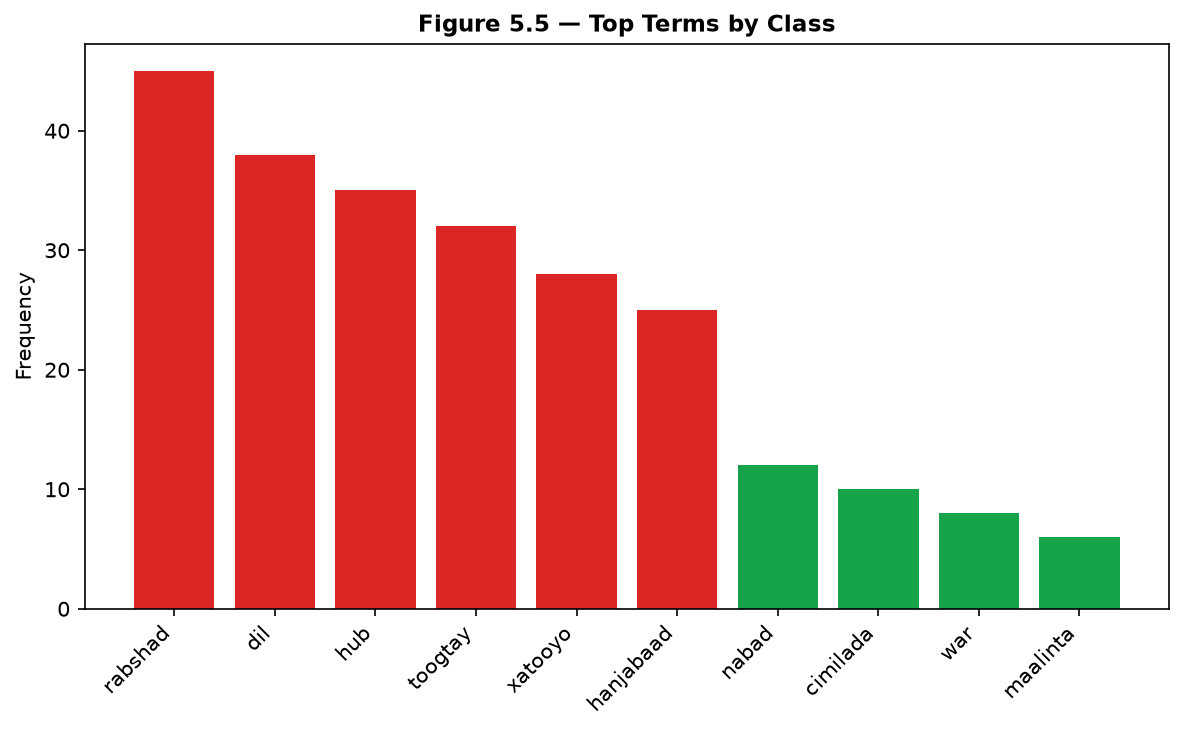 Figure 5.5 — Top Terms by Class
Frequency
40
30
20
10
0
rabshad
dil
hub
toogtay
xatooyo
hanjabaad
nabad
cimilada
war
maalinta